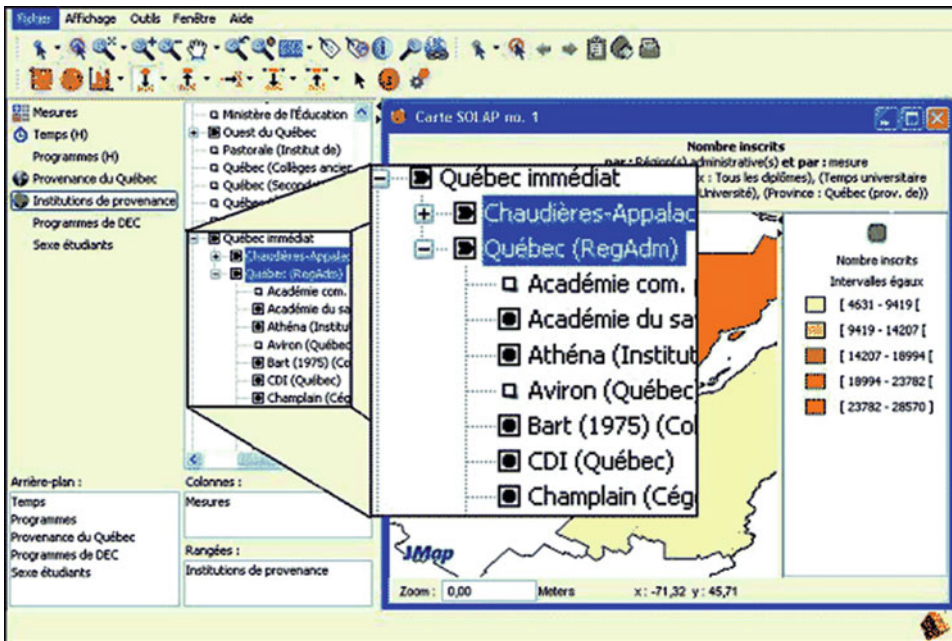 Fichier Affichage Outils Fenêtre Aide
Mesures
Temps (H)
Programmes (H)
Provenance du Québec
Institutions de provenance
Programmes de DEC
Sexe étudiants
Ministère de l'Éducation
Ouest du Québec
Pastorale (Institut de)
Québec (Collèges ancien
Québec (Second
Québec immédiat
Chaudières-Appalac
Québec (RegAdm)
Académie com.
Académie du sa
Athéna (Institut
Aviron (Québec
Bart (1975) (Co
CDI (Québec)
Champlain (Cég
Québec immédiat
Chaudières-Appalac
Québec (RegAdm)
Académie com.
Académie du sa
Athéna (Institut
Aviron (Québec
Bart (1975) (Co
CDI (Québec)
Champlain (Cég
Carte SOLAP no. 1
Nombre inscrits
par : Région(s) administrative(s) et par : mesure
x : Tous les diplômes), (Temps universitaire
Université), (Province : Québec (prov. de))
Nombre inscrits
Intervalles égaux
[ 4631 - 9419 [
[ 9419 - 14207 [
[ 14207 - 18994 [
[ 18994 - 23782 [
[ 23782 - 28570 ]
JMap
Zoom : 0,00 Meters x : -71,32 y : 45,71
Arrière-plan :
Temps
Programmes
Provenance du Québec
Programmes de DEC
Sexe étudiants
Colonnes :
Mesures
Rangées :
Institutions de provenance